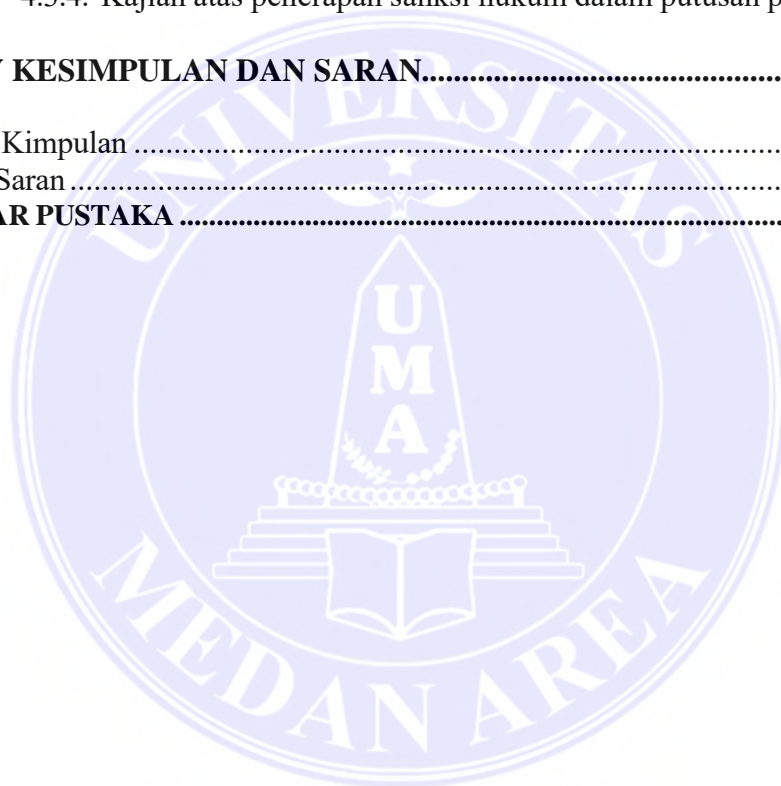 4.3.4. Kajian atas penerapan sanksi hukum dalam putusan p
KESIMPULAN DAN SARAN
Kimpulan
Saran
AR PUSTAKA
UNIVERSITAS
UMA
MEDAN AREA